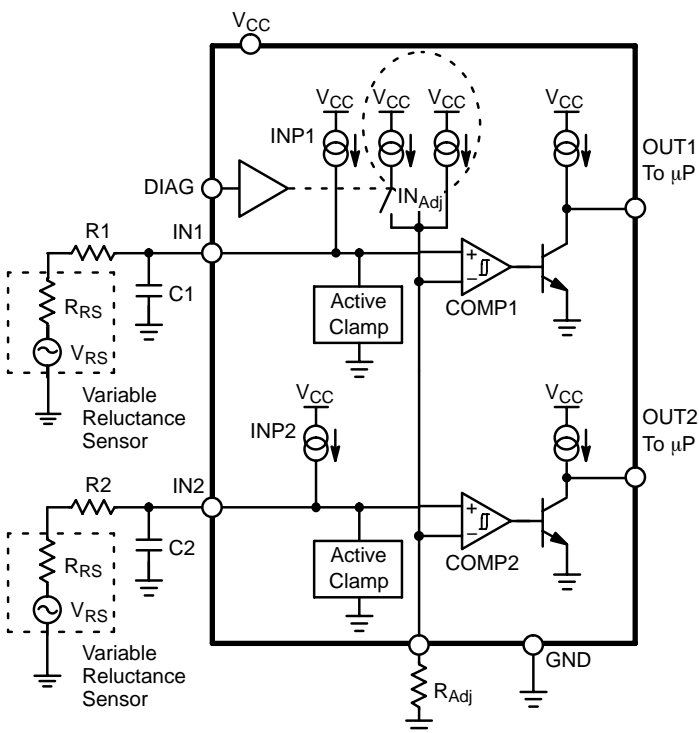 VCC
VCC
VCC
VCC
VCC
INP1
OUT1
To μP
DIAG
INAdj
R1
IN1
+
−
C1
Active
Clamp
COMP1
RRS
VRS
Variable
Reluctance
Sensor
VCC
VCC
INP2
OUT2
To μP
R2
IN2
+
−
C2
Active
Clamp
COMP2
RRS
VRS
Variable
Reluctance
Sensor
GND
RAdj